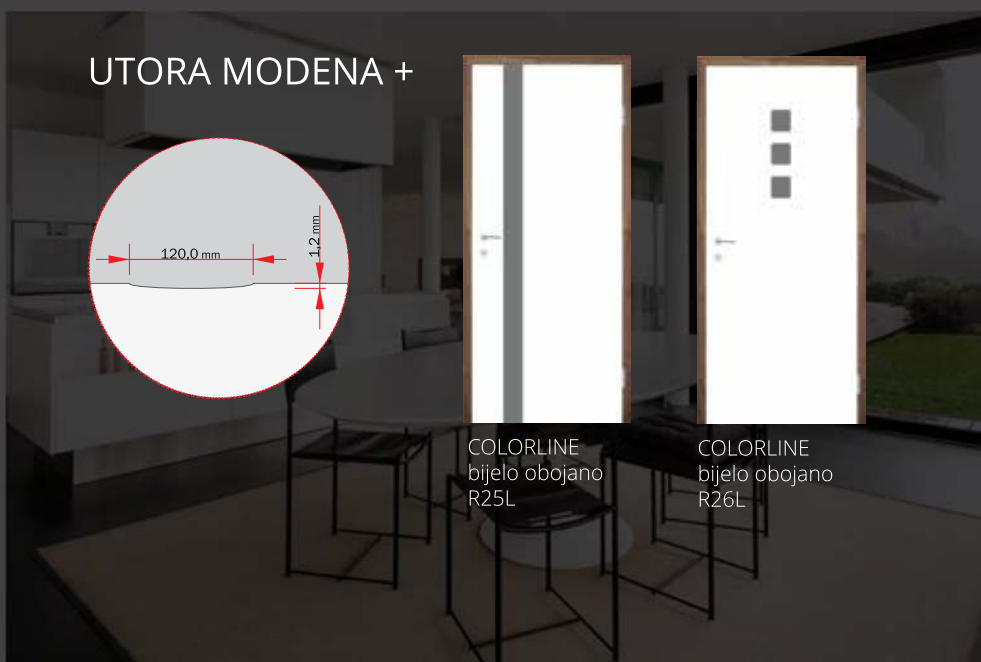 UTORA MODENA +
120,0 mm
1,2 mm
COLORLINE
bijelo obojano
R25L
COLORLINE
bijelo obojano
R26L